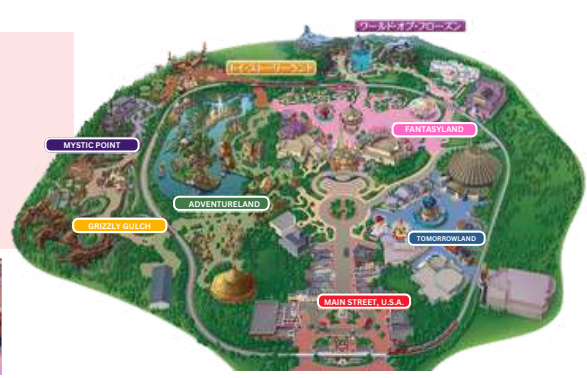 ワールド・オブ・フローズン
トイ・ストーリーランド
FANTASYLAND
MYSTIC POINT
ADVENTURELAND
GRIZZLY GULCH
TOMORROWLAND
MAIN STREET, U.S.A.